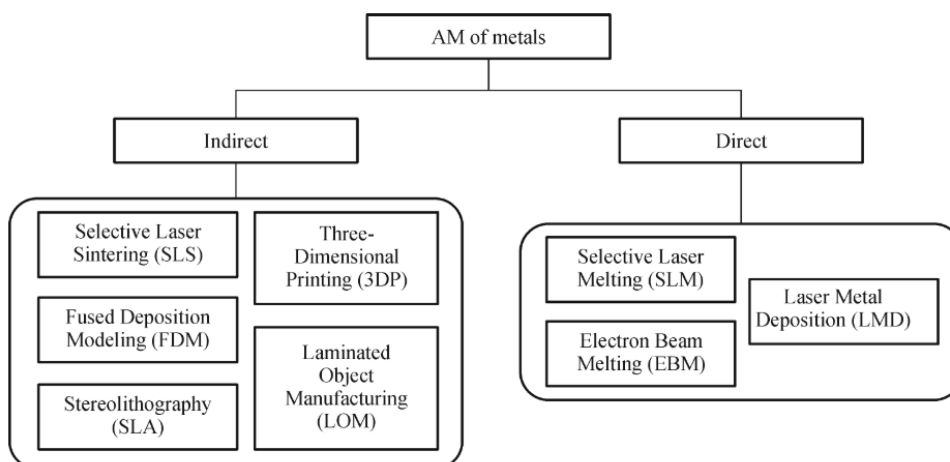 AM of metals
Indirect
Direct
Selective Laser
Sintering (SLS)
Three-
Dimensional
Printing (3DP)
Fused Deposition
Modeling (FDM)
Laminated
Object
Manufacturing
(LOM)
Stereolithography
(SLA)
Selective Laser
Melting (SLM)
Laser Metal
Deposition (LMD)
Electron Beam
Melting (EBM)